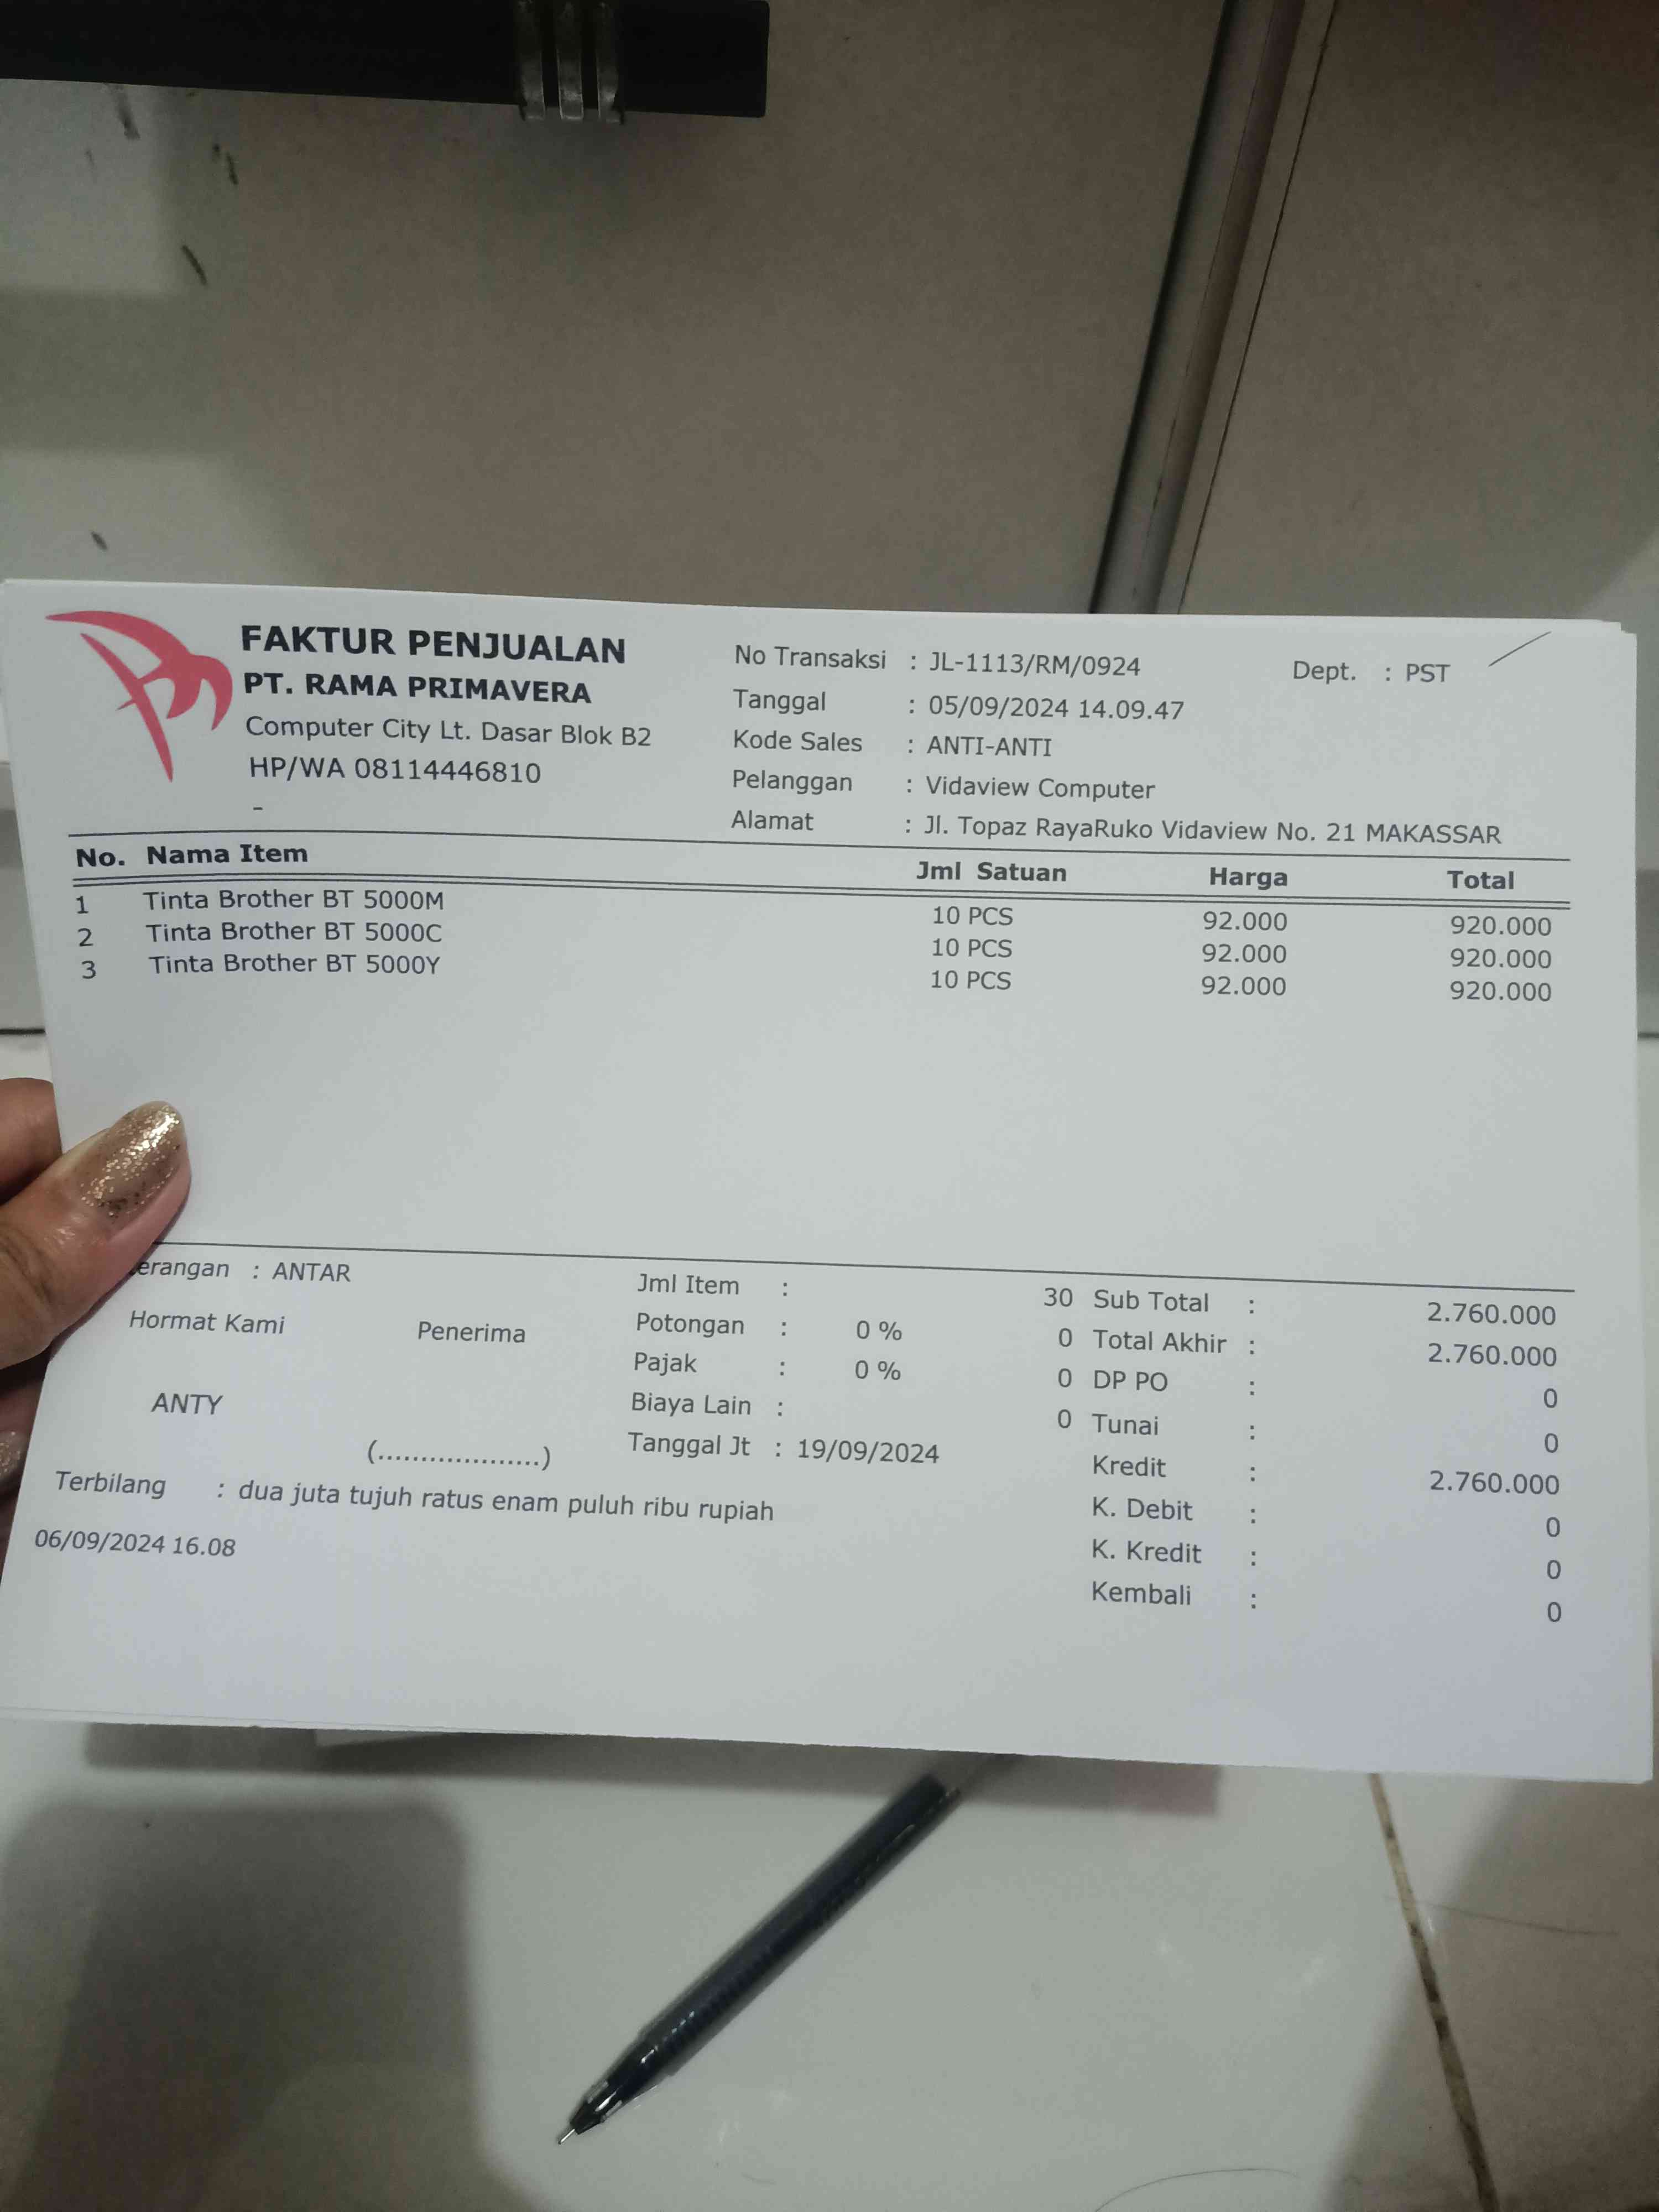 FAKTUR PENJUALAN
PT. RAMA PRIMAVERA
Computer City Lt. Dasar Blok B2
HP/WA 08114446810
-
No Transaksi : JL-1113/RM/0924 Dept. : PST
Tanggal : 05/09/2024 14.09.47
Kode Sales : ANTI-ANTI
Pelanggan : Vidaview Computer
Alamat : Jl. Topaz RayaRuko Vidaview No. 21 MAKASSAR
No. Nama Item Jml Satuan Harga Total
1 Tinta Brother BT 5000M 10 PCS 92.000 920.000
2 Tinta Brother BT 5000C 10 PCS 92.000 920.000
3 Tinta Brother BT 5000Y 10 PCS 92.000 920.000
erangan : ANTAR
Hormat Kami Penerima
ANTY
(...................)
Jml Item : 30
Potongan : 0 % 0
Pajak : 0 % 0
Biaya Lain : 0
Tanggal Jt : 19/09/2024
Sub Total : 2.760.000
Total Akhir : 2.760.000
DP PO : 0
Tunai : 0
Kredit : 2.760.000
K. Debit : 0
K. Kredit : 0
Kembali : 0
Terbilang : dua juta tujuh ratus enam puluh ribu rupiah
06/09/2024 16.08